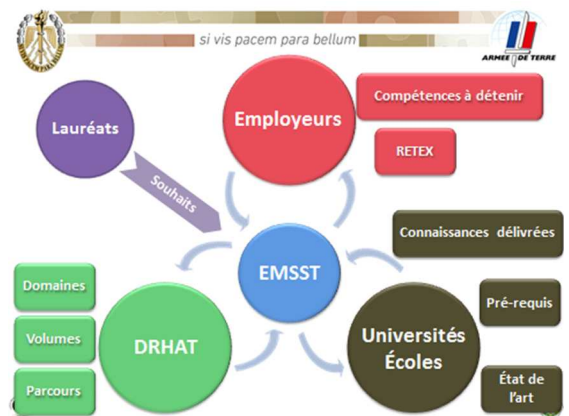 si vis pacem para bellum
ARMEE DE TERRE
Lauréats
Employeurs
Compétences à détenir
RETEX
Souhaits
Connaissances délivrées
EMSST
Domaines
Pré-requis
Volumes
DRHAT
Universités
Écoles
Parcours
État de
l'art